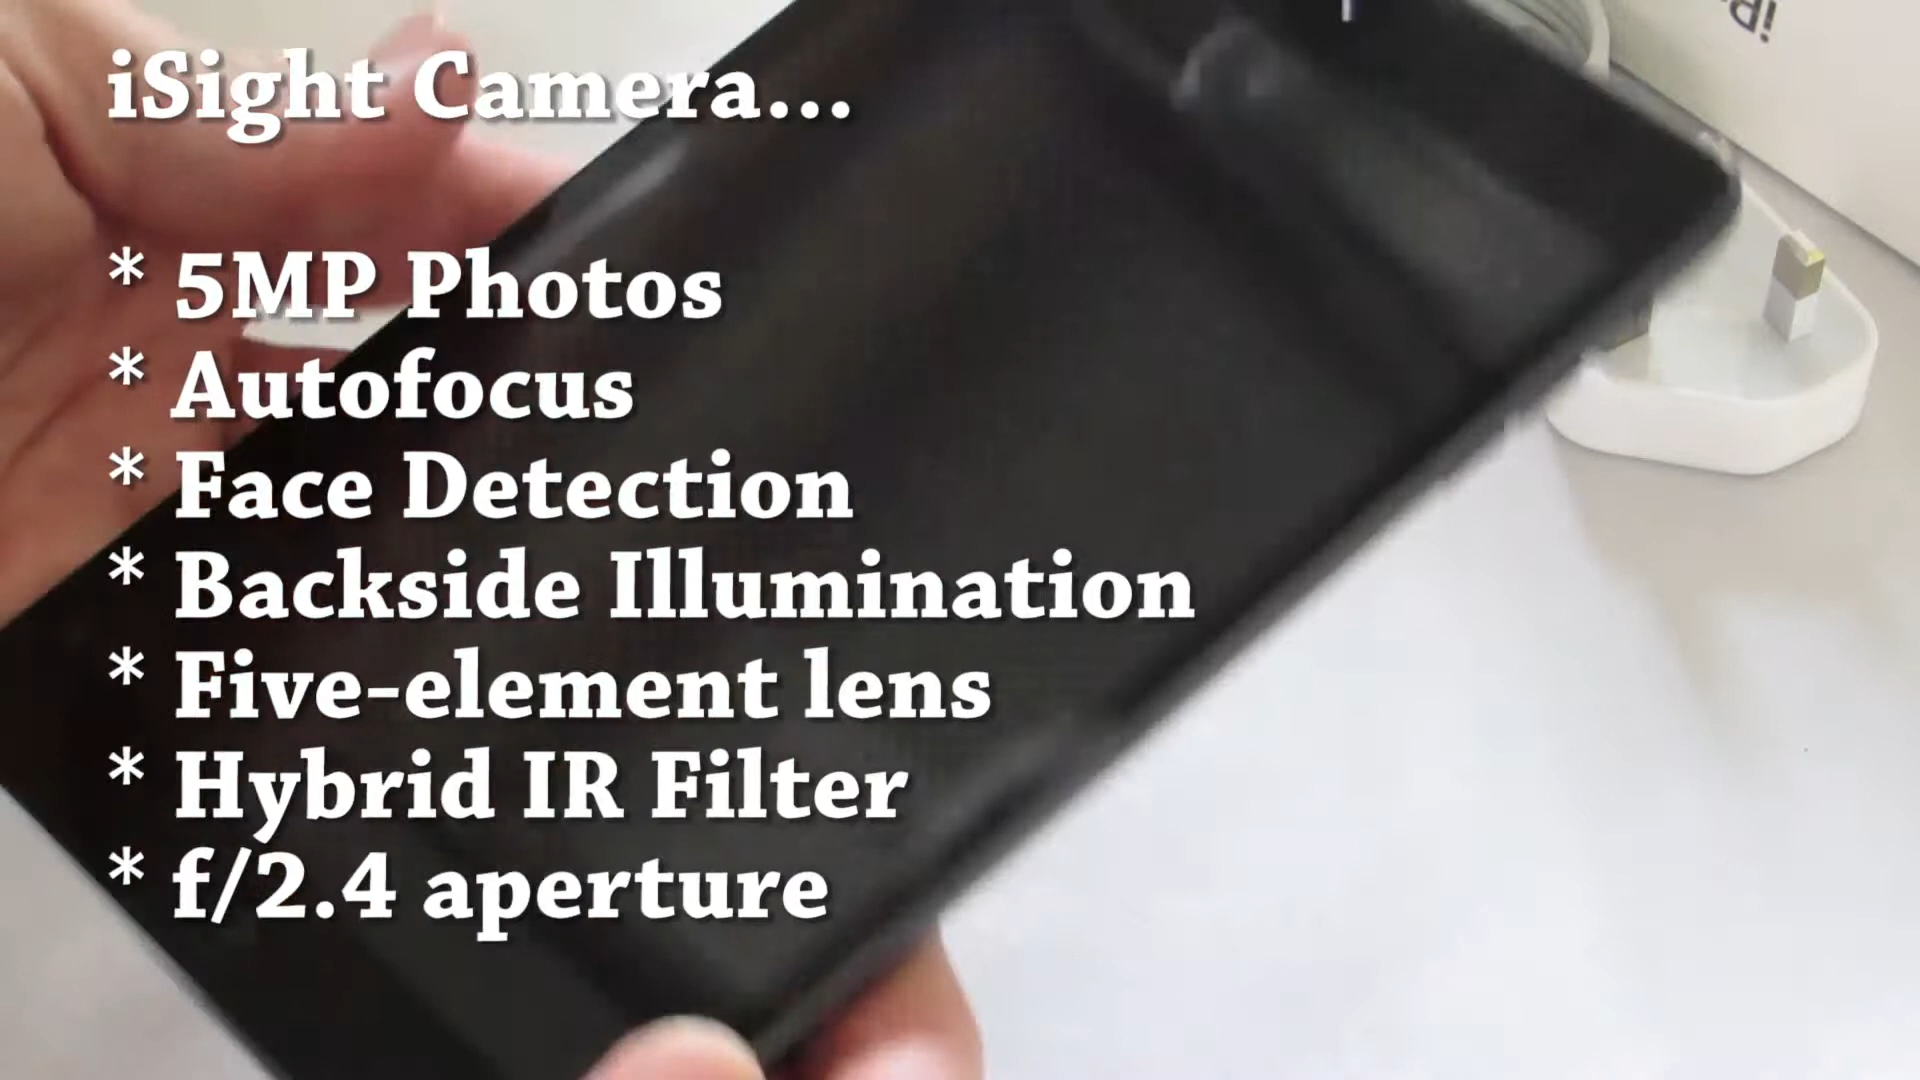 iSight Camera...
* 5MP Photos
* Autofocus
* Face Detection
* Backside Illumination
* Five-element lens
* Hybrid IR Filter
* f/2.4 aperture